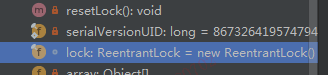 resetLock(): void
serialVersionUID: long = 867326419574794
lock: ReentrantLock = new ReentrantLock()
array: Object[]